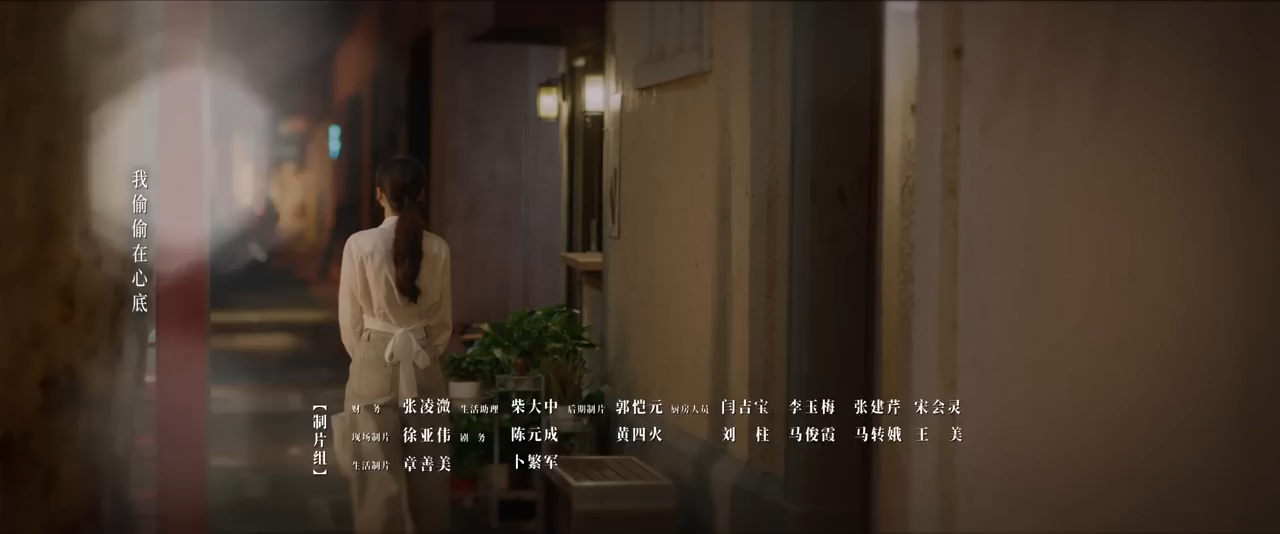 我偷偷在心底
【制片组】
财务 张凌溦 生活助理 柴大中 后期制片 郭恺元 厨房人员 闫吉宝 李玉梅 张建芹 宋会灵
现场制片 徐亚伟 剧务 陈元成 黄四火 刘柱 马俊霞 马转娥 王美
生活制片 章善美 卜繁军